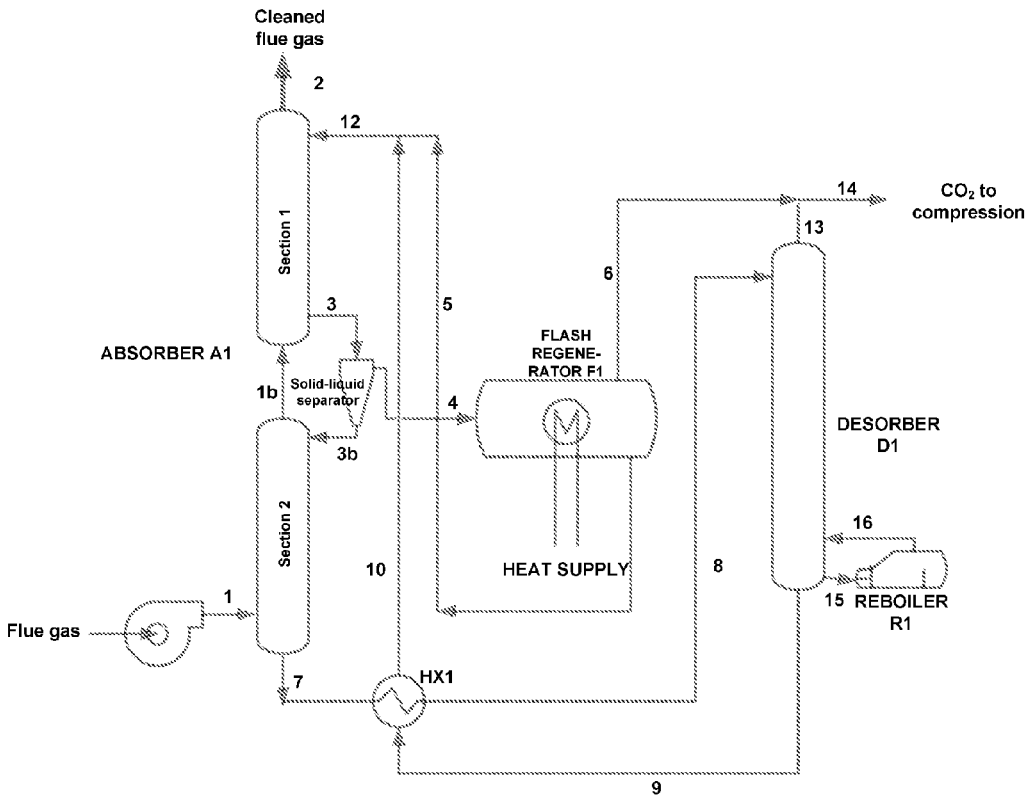 Cleaned
flue gas
2
12
14
CO₂ to
compression
13
Section 1
6
3
5
FLASH
REGENE-
RATOR F1
ABSORBER A1
Solid-liquid
separator
1b
4
DESORBER
D1
3b
Section 2
16
10
HEAT SUPPLY
8
1
15
REBOILER
R1
Flue gas
7
HX1
9